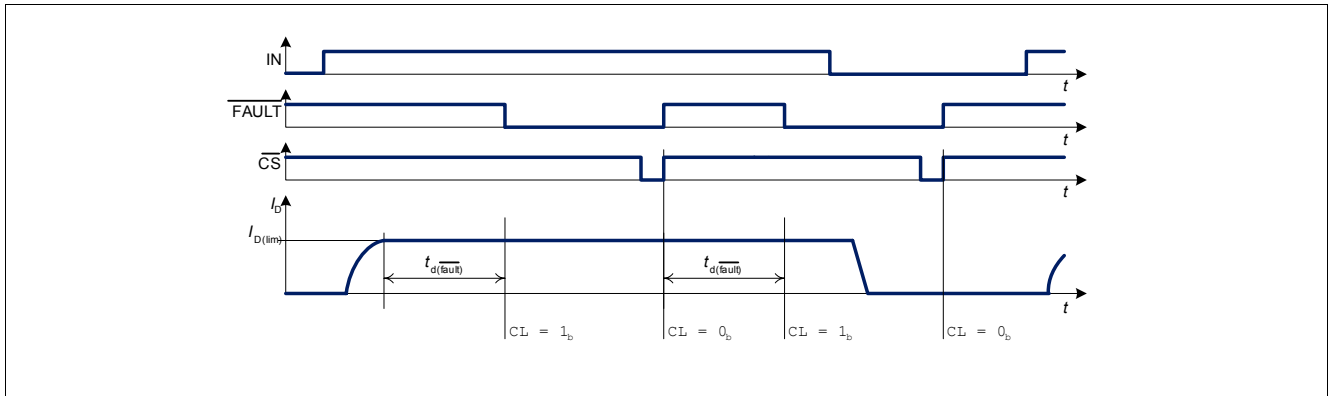 IN
t
FAULT
t
CS
t
I_D
I_D(lim)
t_d(fault)
t_d(fault)
t
CL = 1_b
CL = 0_b
CL = 1_b
CL = 0_b